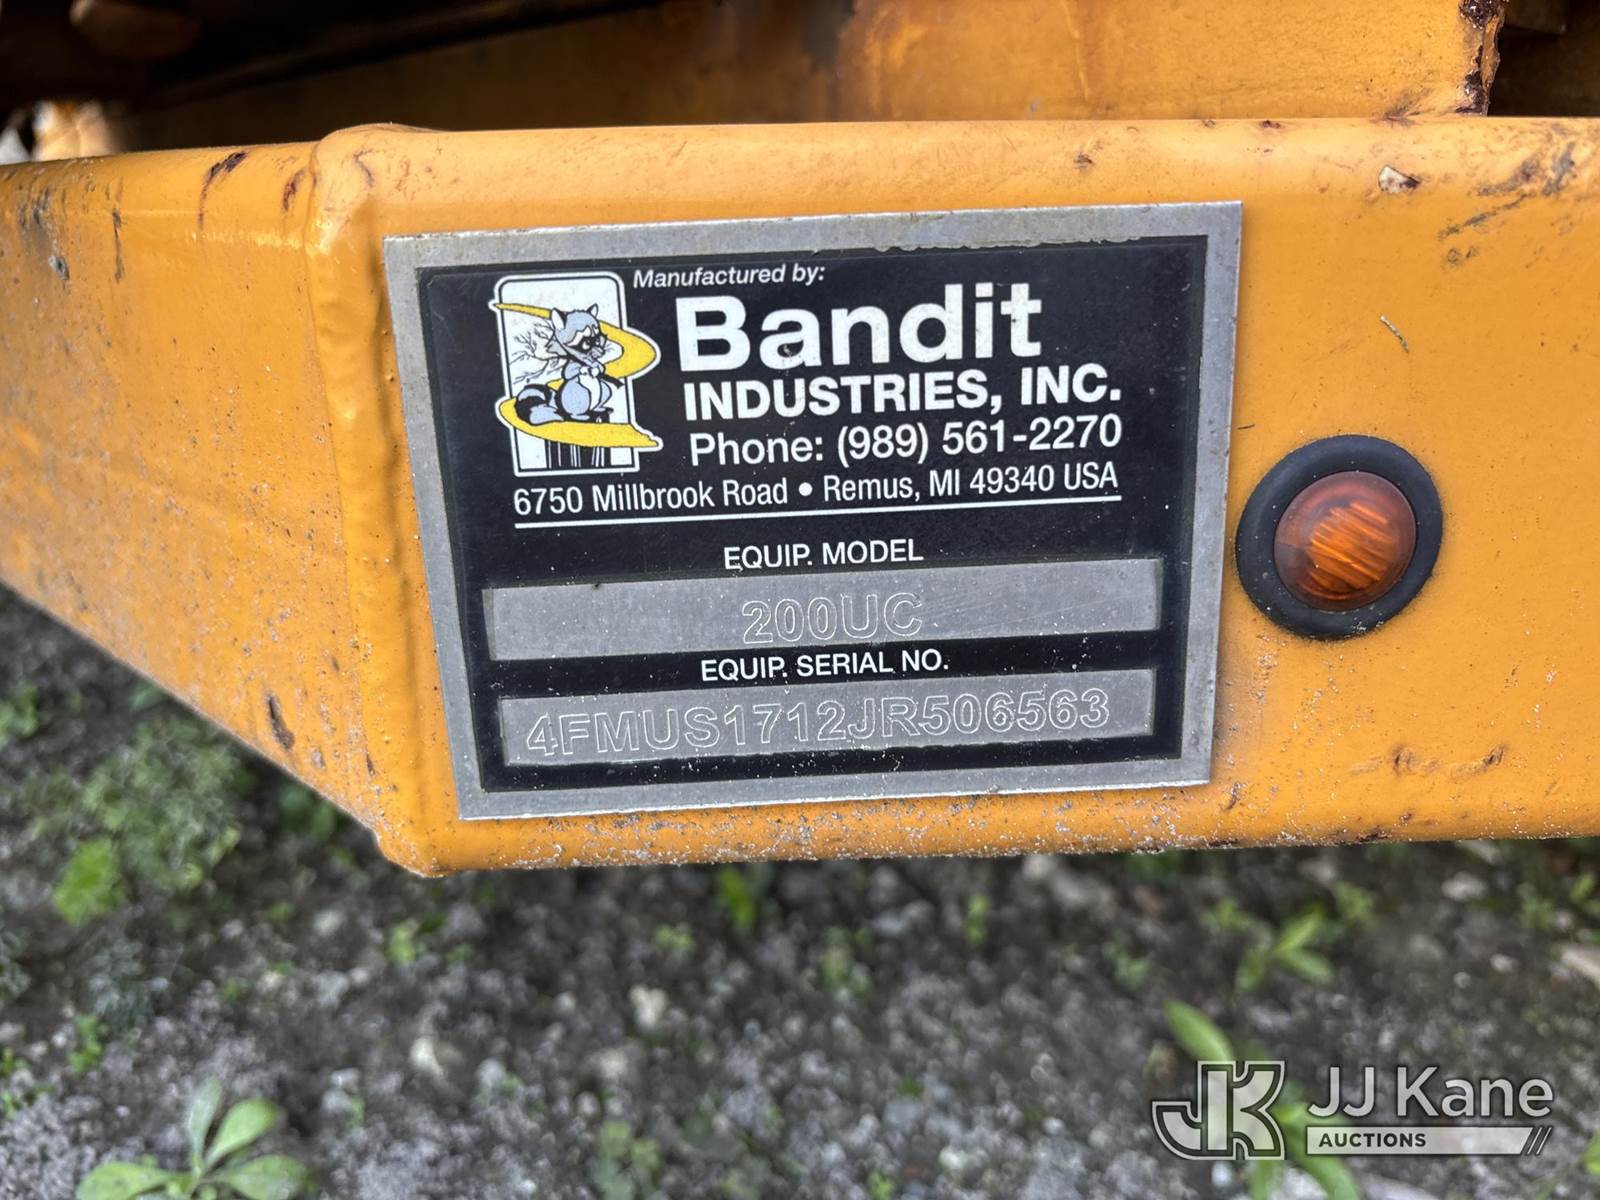 Manufactured by:
Bandit
INDUSTRIES, INC.
Phone: (989) 561-2270
6750 Millbrook Road • Remus, MI 49340 USA
EQUIP. MODEL
200UC
EQUIP. SERIAL NO.
4FMUS1712JR506563
JK JJ Kane
AUCTIONS